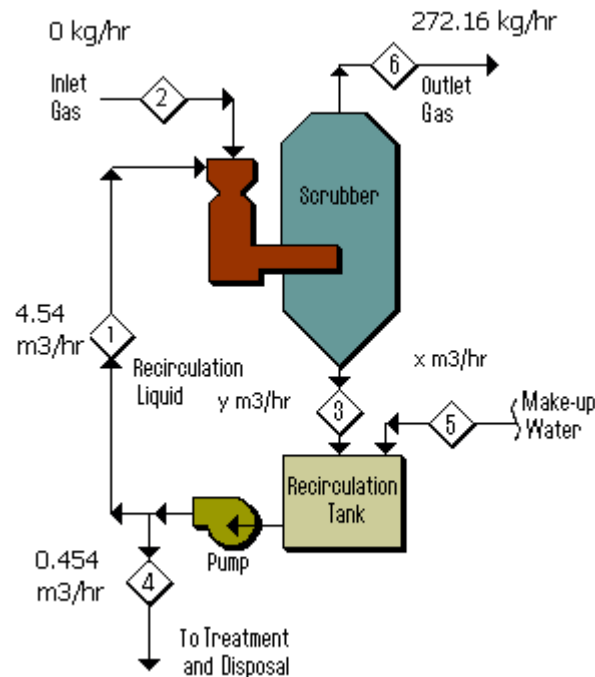 0 kg/hr
272.16 kg/hr
Inlet
Gas
2
6
Outlet
Gas
Scrubber
4.54
m3/hr
1
Recirculation
Liquid
x m3/hr
y m3/hr
3
5
Make-up
Water
Recirculation
Tank
Pump
0.454
m3/hr
4
To Treatment
and Disposal